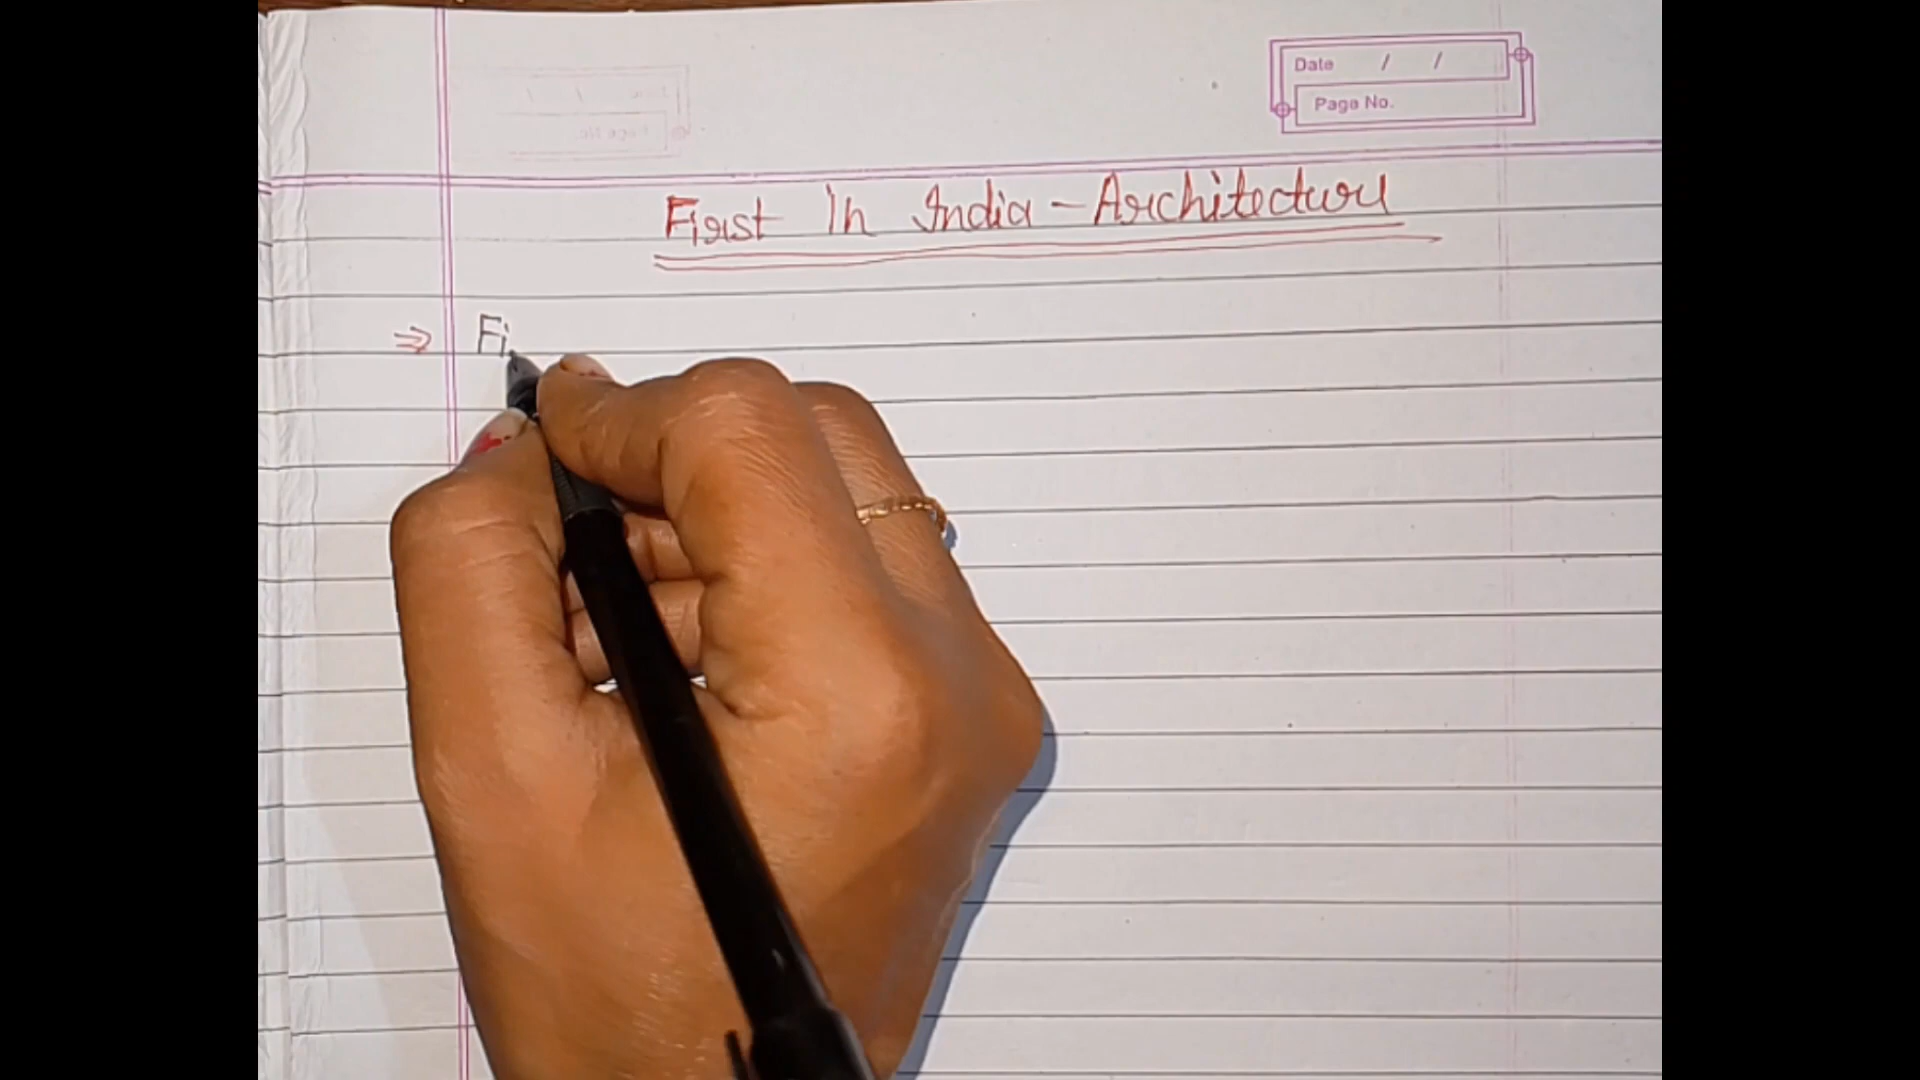 Date / /
Page No.
First In India - Architecture
⇒ Fi